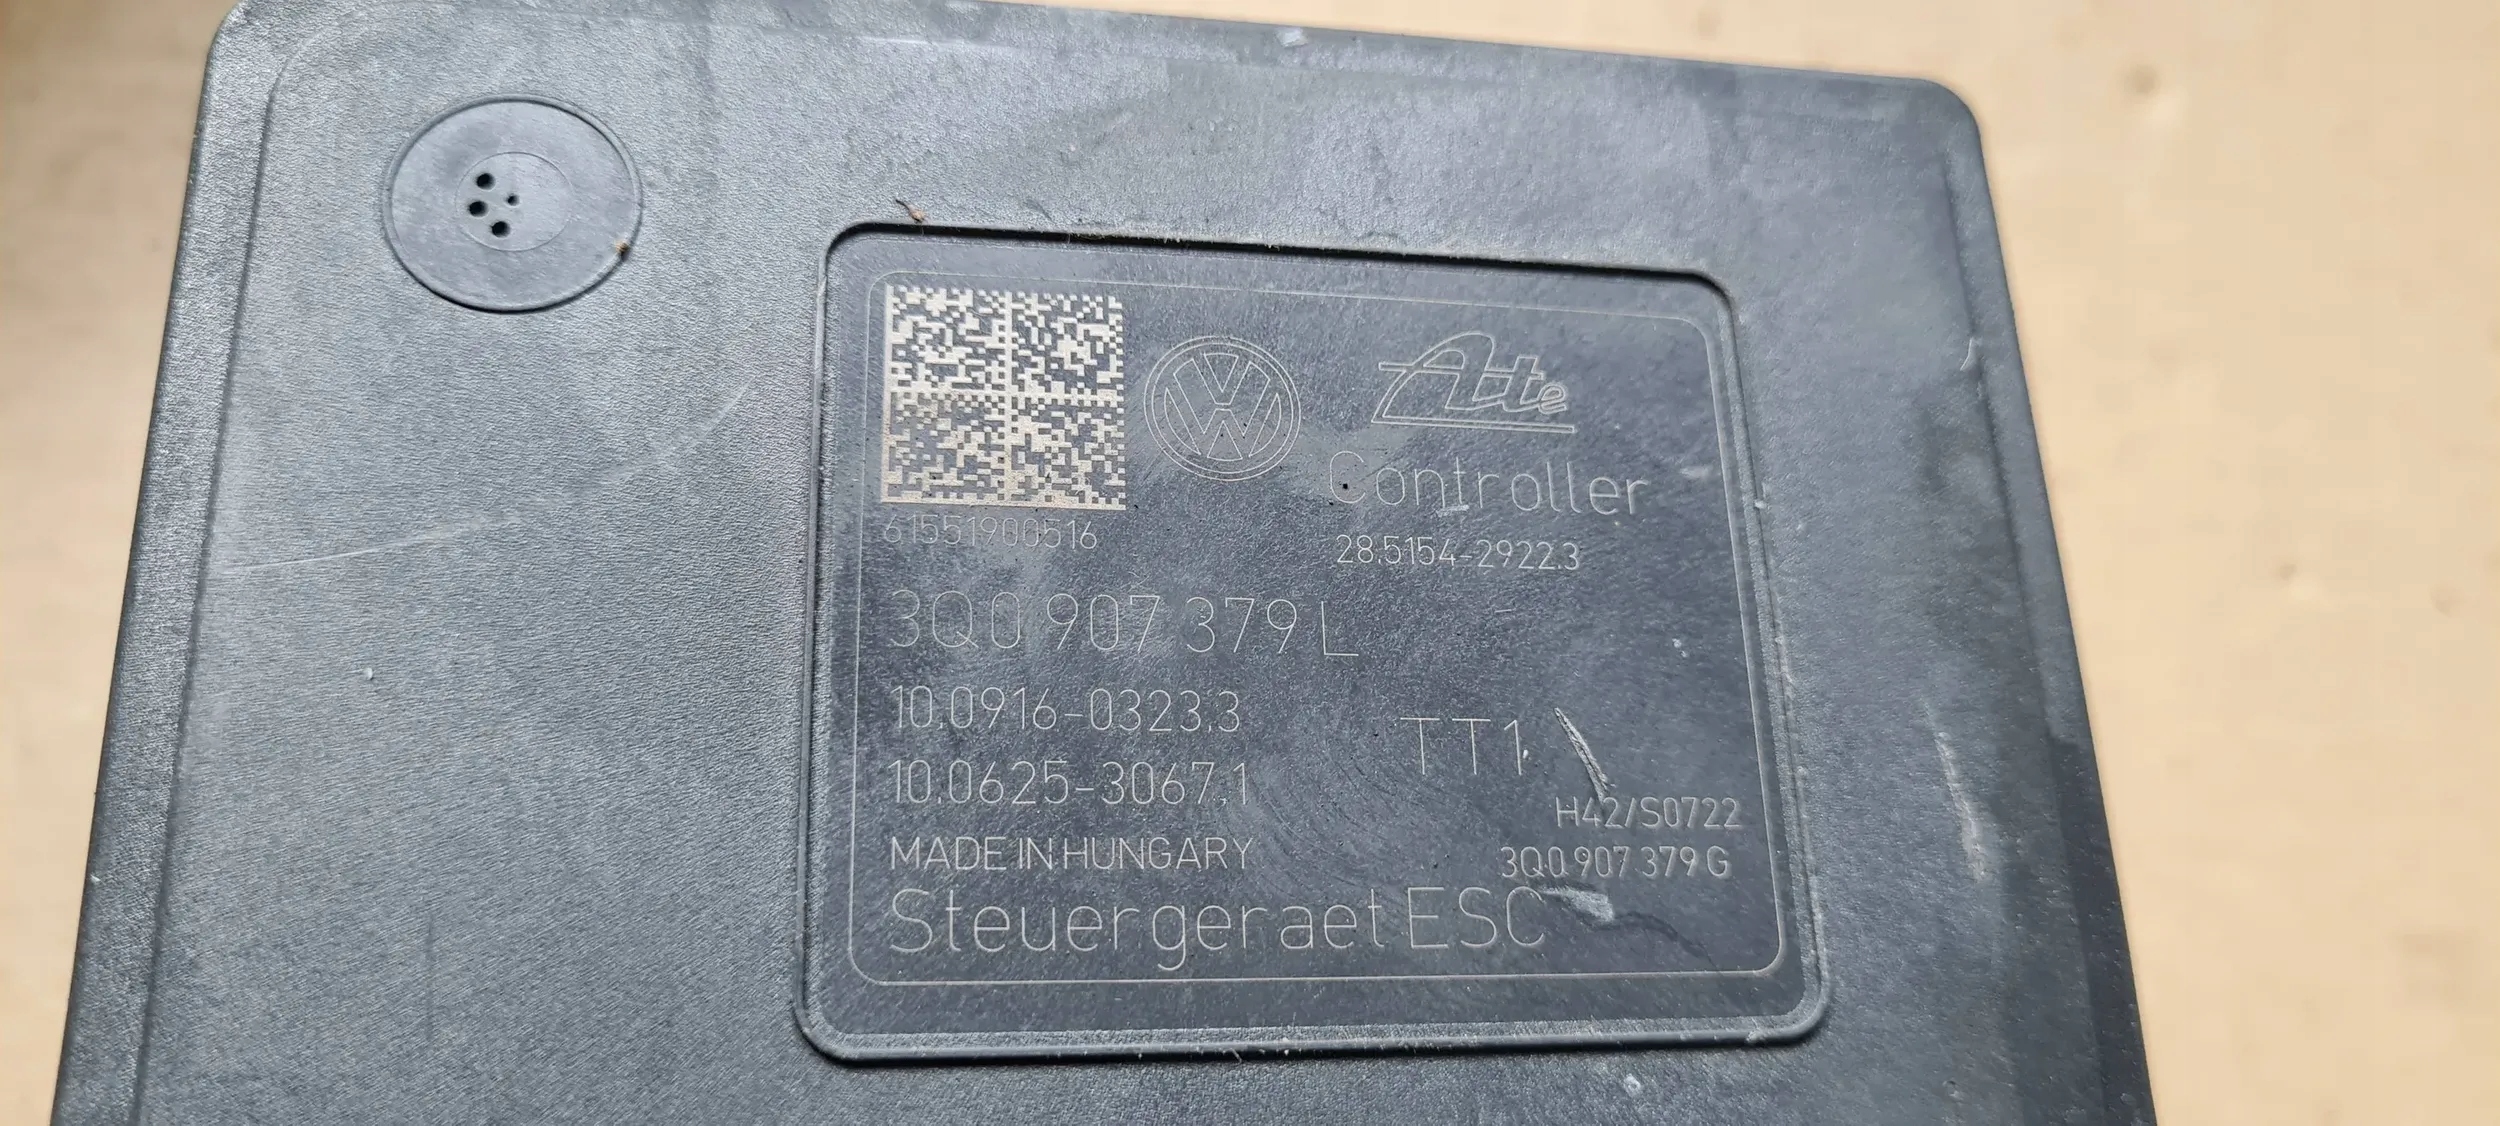 VW
Ate
Controller
61551900516
28.5154-2922.3
3Q0 907 379 L
10.0916-0323.3
TT1
10.0625-3067.1
H42/S0722
MADE IN HUNGARY
3Q0 907 379 G
Steuergeraet ESC